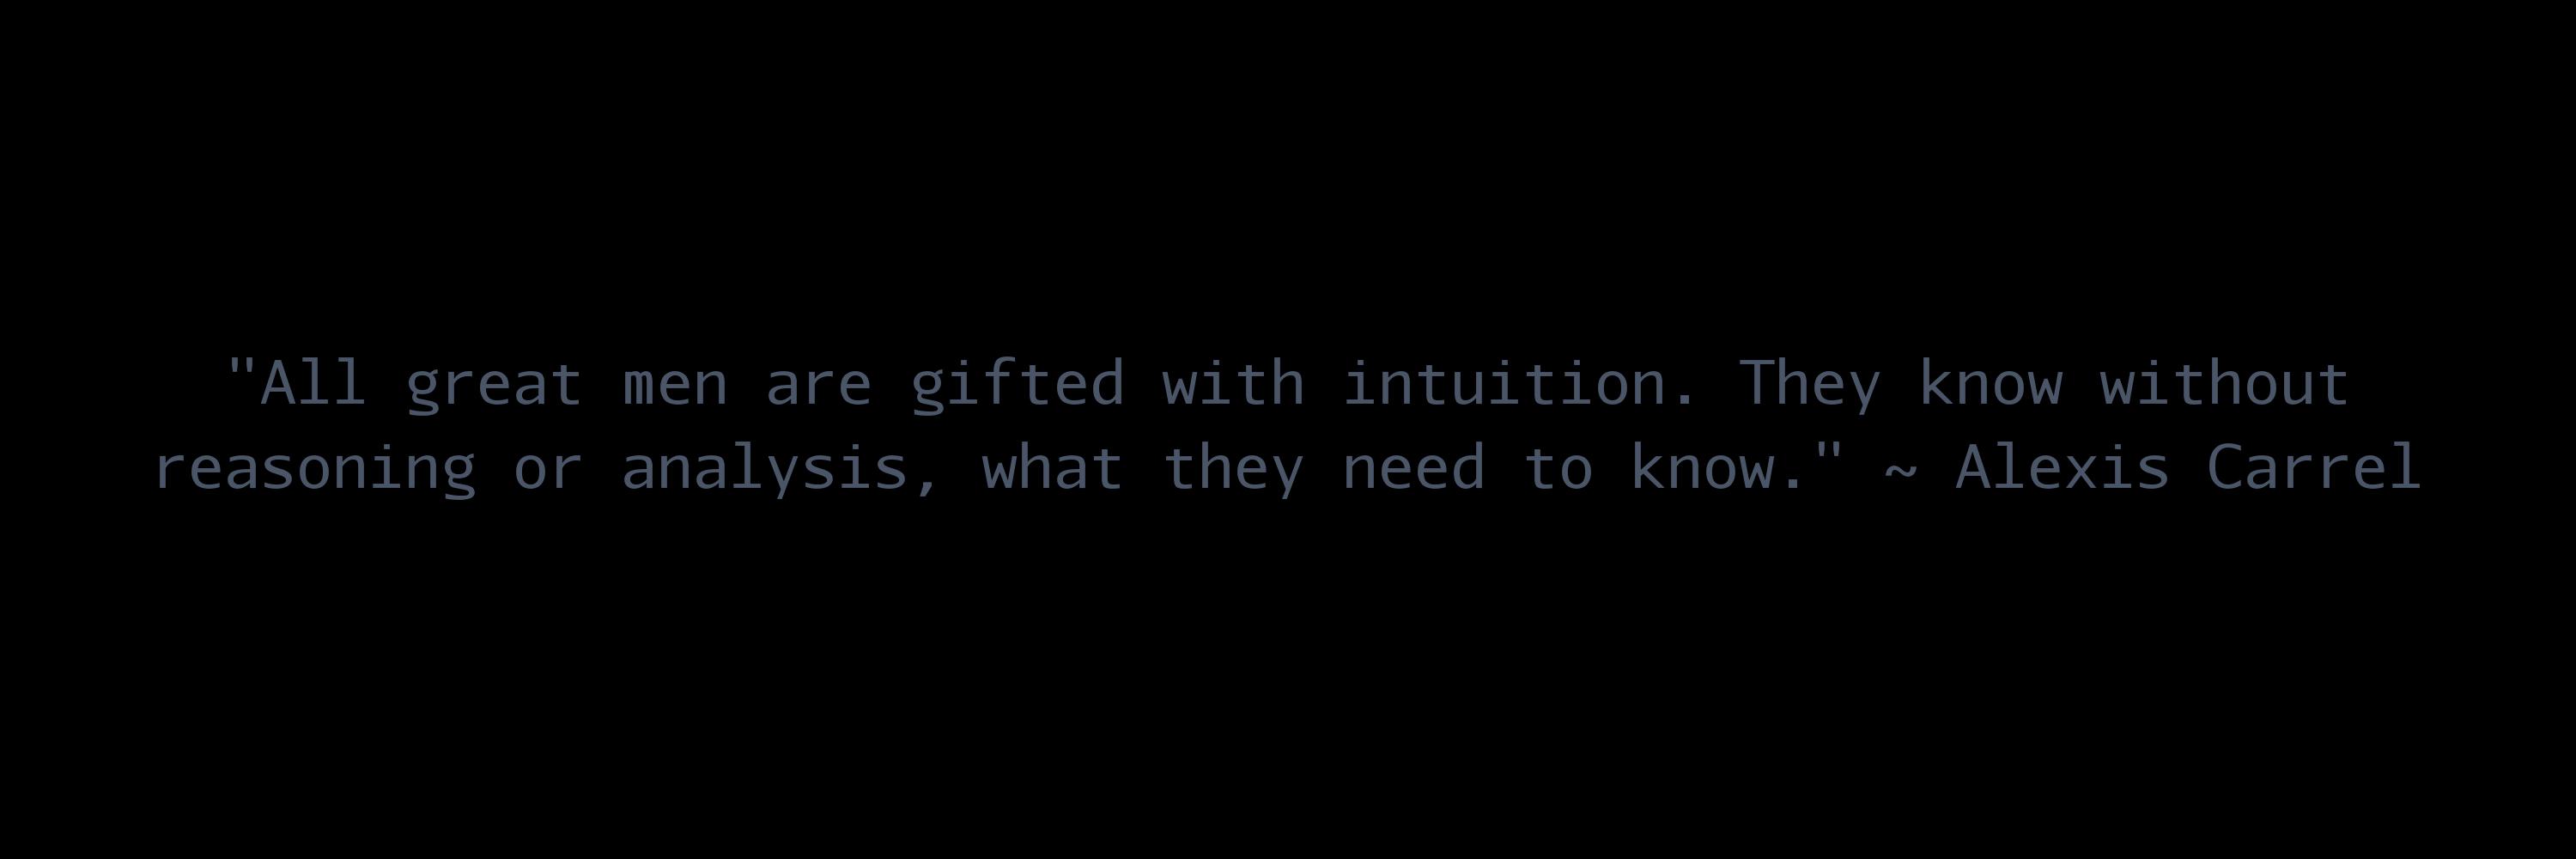 "All great men are gifted with intuition. They know without
reasoning or analysis, what they need to know." ~ Alexis Carrel